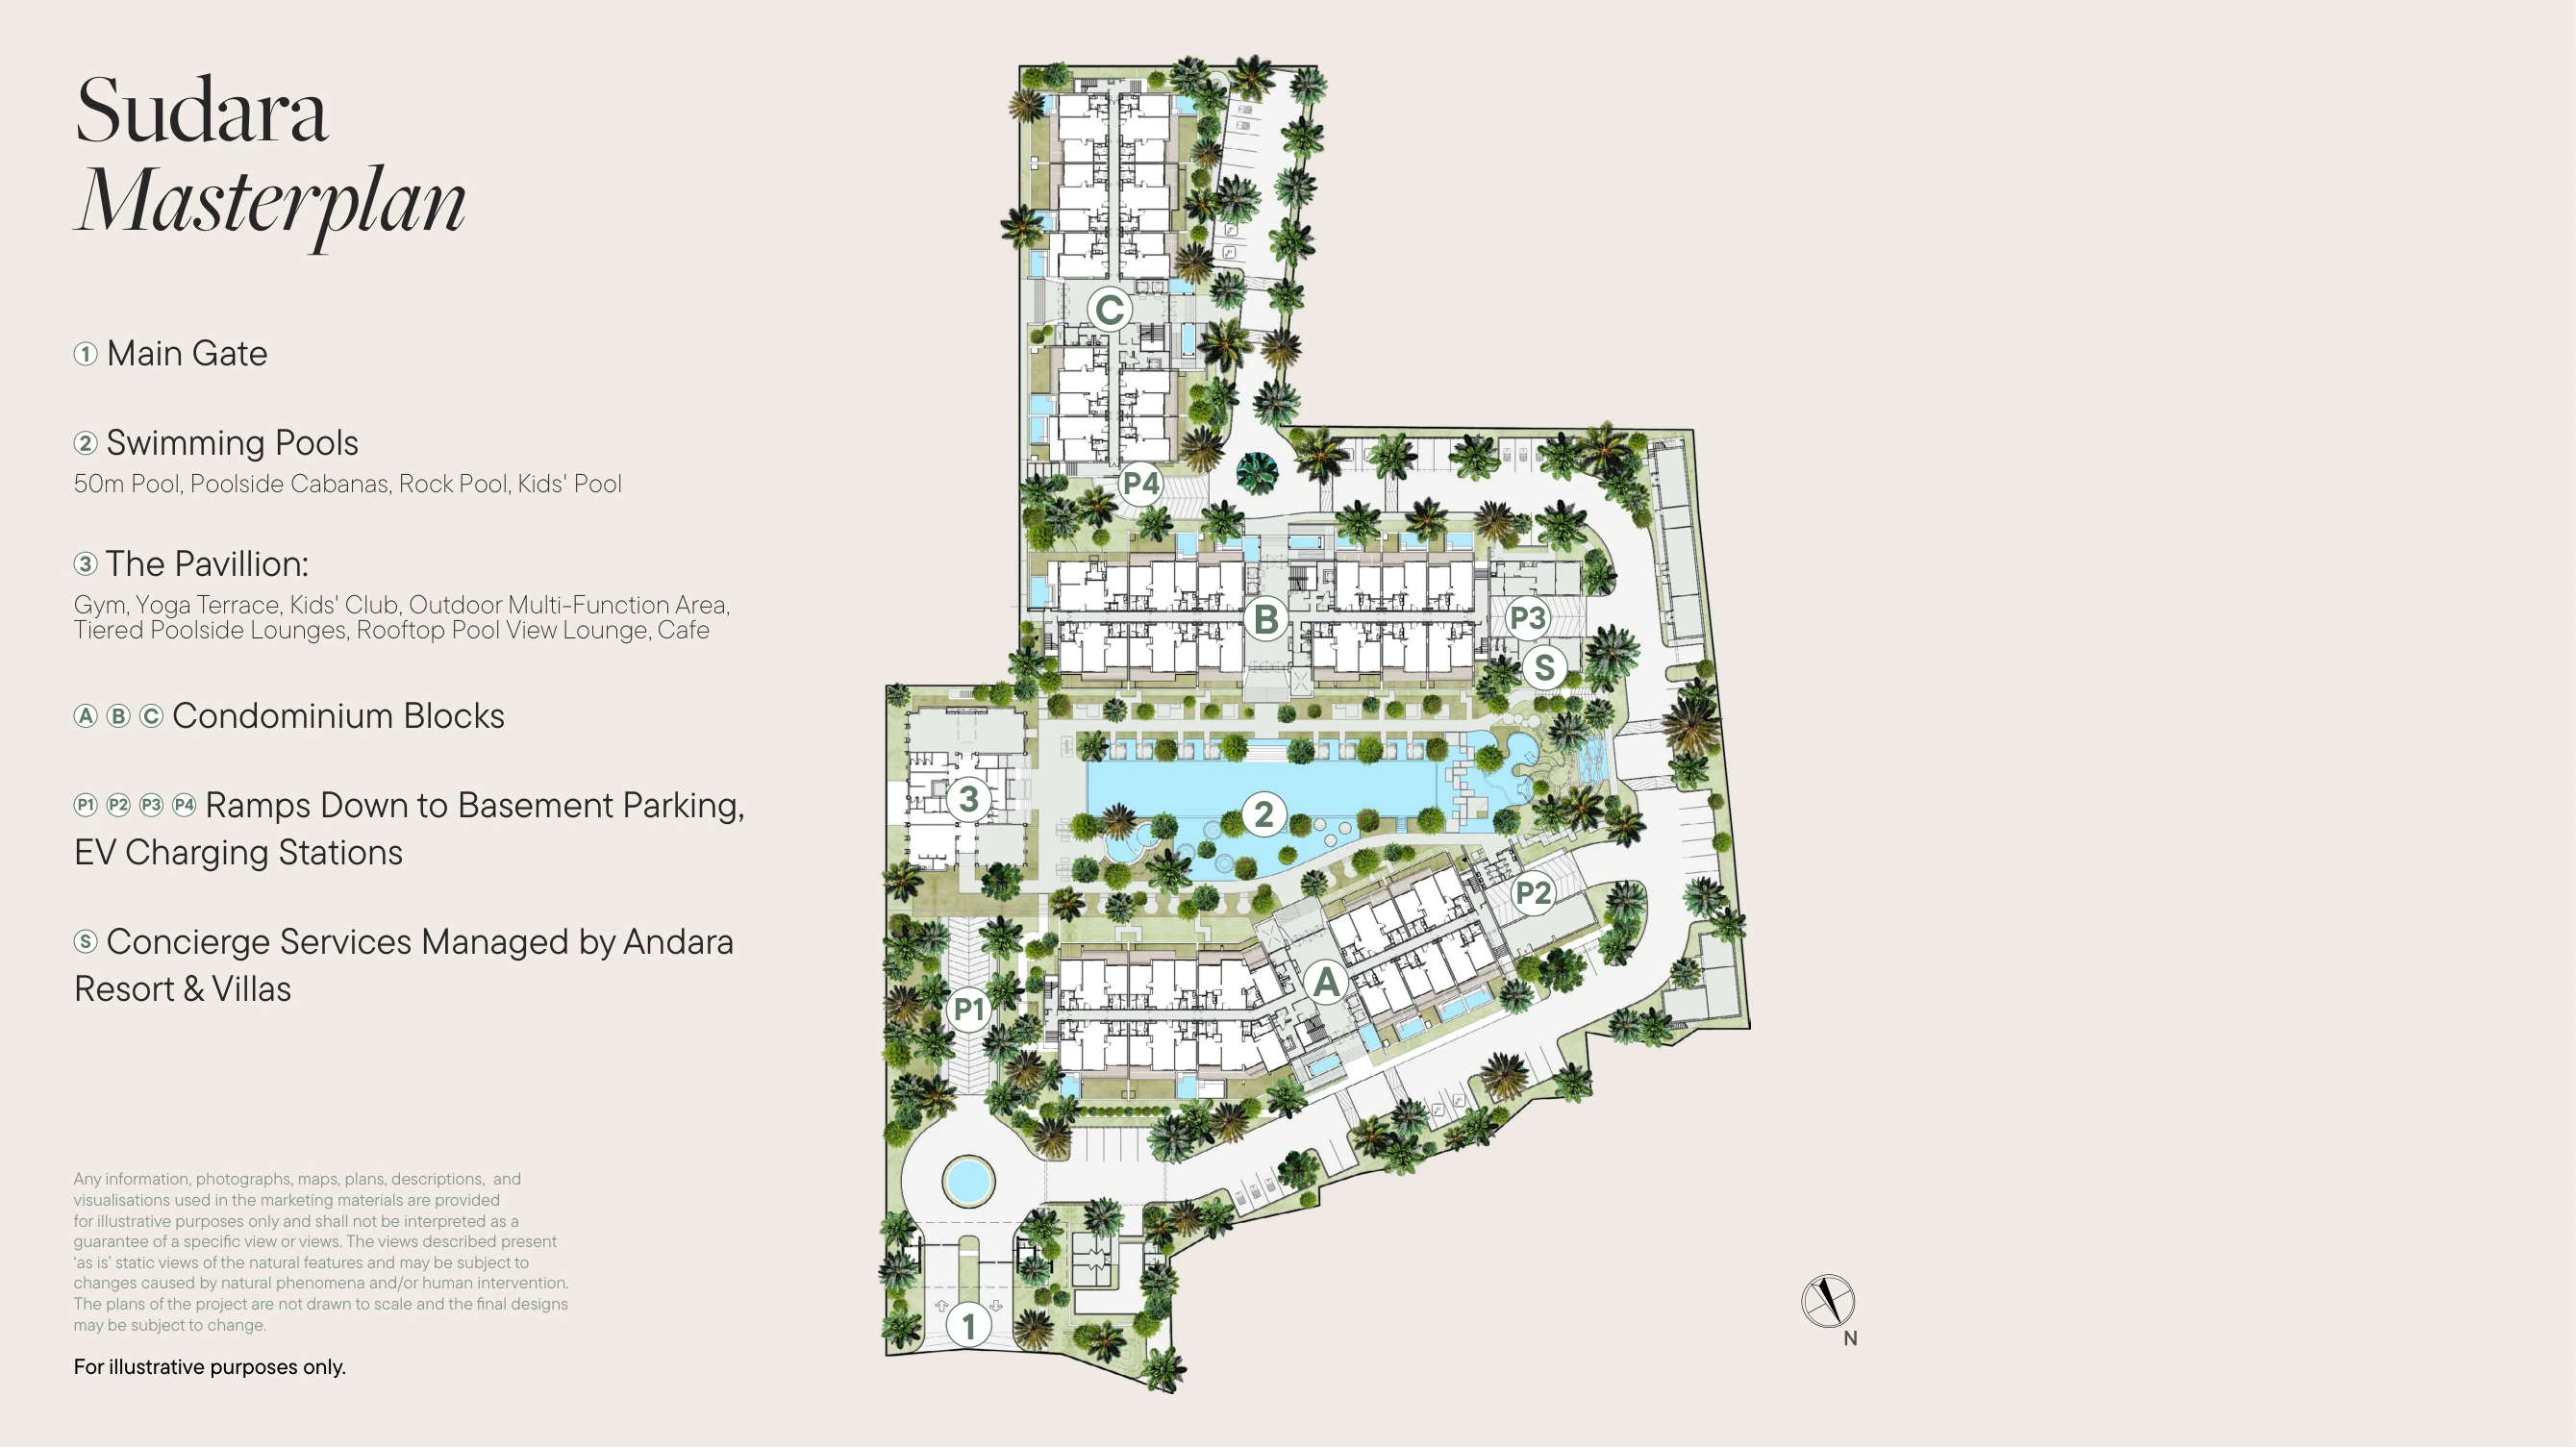 Sudara
Masterplan
1 Main Gate
2 Swimming Pools
50m Pool, Poolside Cabanas, Rock Pool, Kids' Pool
3 The Pavillion:
Gym, Yoga Terrace, Kids' Club, Outdoor Multi-Function Area,
Tiered Poolside Lounges, Rooftop Pool View Lounge, Cafe
A B C Condominium Blocks
P1 P2 P3 P4 Ramps Down to Basement Parking,
EV Charging Stations
S Concierge Services Managed by Andara
Resort & Villas
Any information, photographs, maps, plans, descriptions, and
visualisations used in the marketing materials are provided
for illustrative purposes only and shall not be interpreted as a
guarantee of a specific view or views. The views described present
‘as is’ static views of the natural features and may be subject to
changes caused by natural phenomena and/or human intervention.
The plans of the project are not drawn to scale and the final designs
may be subject to change.
For illustrative purposes only.
C
P4
B
P3
S
3
2
P2
A
P1
1
N